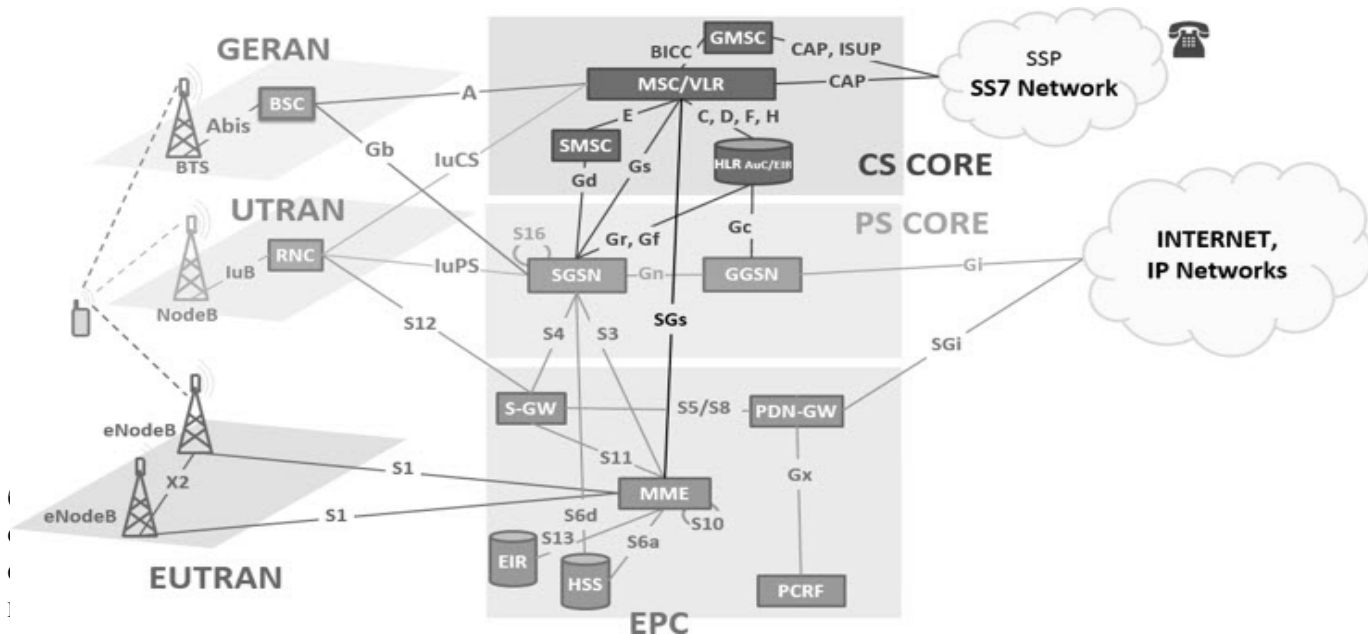 GERAN
GMSC
BICC
CAP, ISUP
SSP
SS7 Network
MSC/VLR
CAP
BSC
A
Abis
BTS
E
C, D, F, H
SMSC
HLR AuC/EIR
Gb
IuCS
Gs
Gd
CS CORE
UTRAN
PS CORE
S16
Gr, Gf
Gc
INTERNET,
IP Networks
RNC
IuB
IuPS
SGSN
Gn
GGSN
Gi
NodeB
S12
S4
S3
SGs
SGi
S-GW
S5/S8
PDN-GW
eNodeB
S11
Gx
X2
S1
MME
eNodeB
S1
S10
S6d
S13
S6a
EIR
HSS
PCRF
EUTRAN
EPC